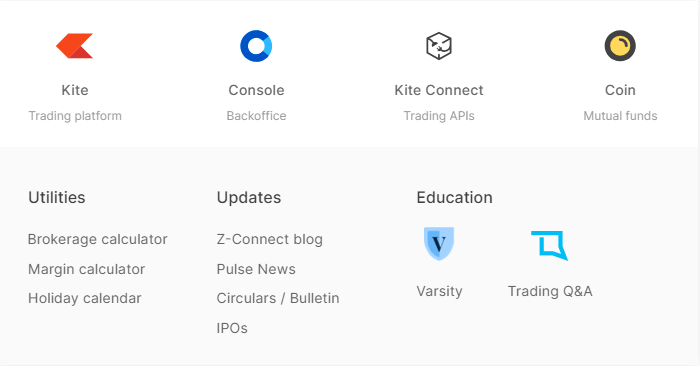 Kite
Console
Kite Connect
Coin
Trading platform
Backoffice
Trading APIs
Mutual funds
Utilities
Updates
Education
Brokerage calculator
Z-Connect blog
Margin calculator
Pulse News
V
Holiday calendar
Circulars / Bulletin
Varsity
Trading Q&A
IPOs